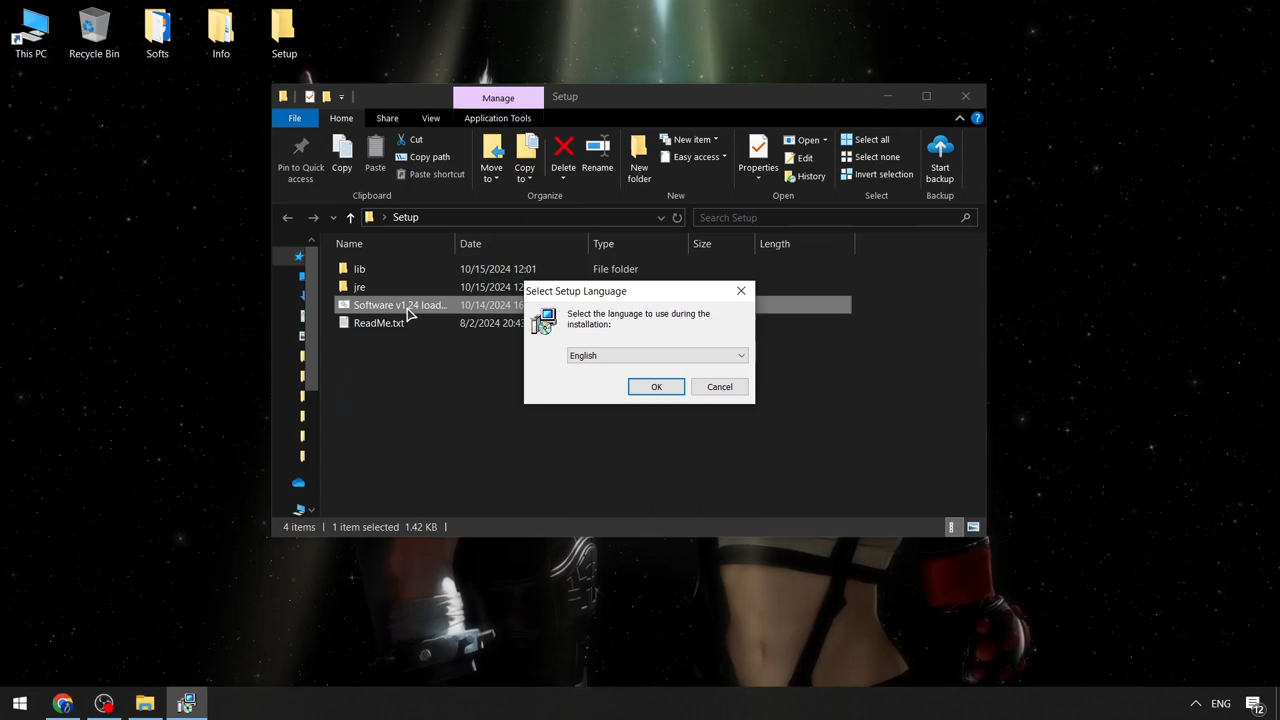 This PC
Recycle Bin
Softs
Info
Setup
Manage
Setup
File
Home
Share
View
Application Tools
Pin to Quick access
Copy
Paste
Cut
Copy path
Paste shortcut
Clipboard
Move to
Copy to
Delete
Rename
Organize
New folder
New item
Easy access
New
Properties
Open
Edit
History
Open
Select all
Select none
Invert selection
Select
Start backup
Backup
Setup
Search Setup
Name
Date
Type
Size
Length
lib
10/15/2024 12:01
File folder
jre
10/15/2024 12
Software v1.24 load...
10/14/2024 16
ReadMe.txt
8/2/2024 20:43
Select Setup Language
Select the language to use during the
installation:
English
OK
Cancel
4 items
1 item selected 1.42 KB
ENG
12